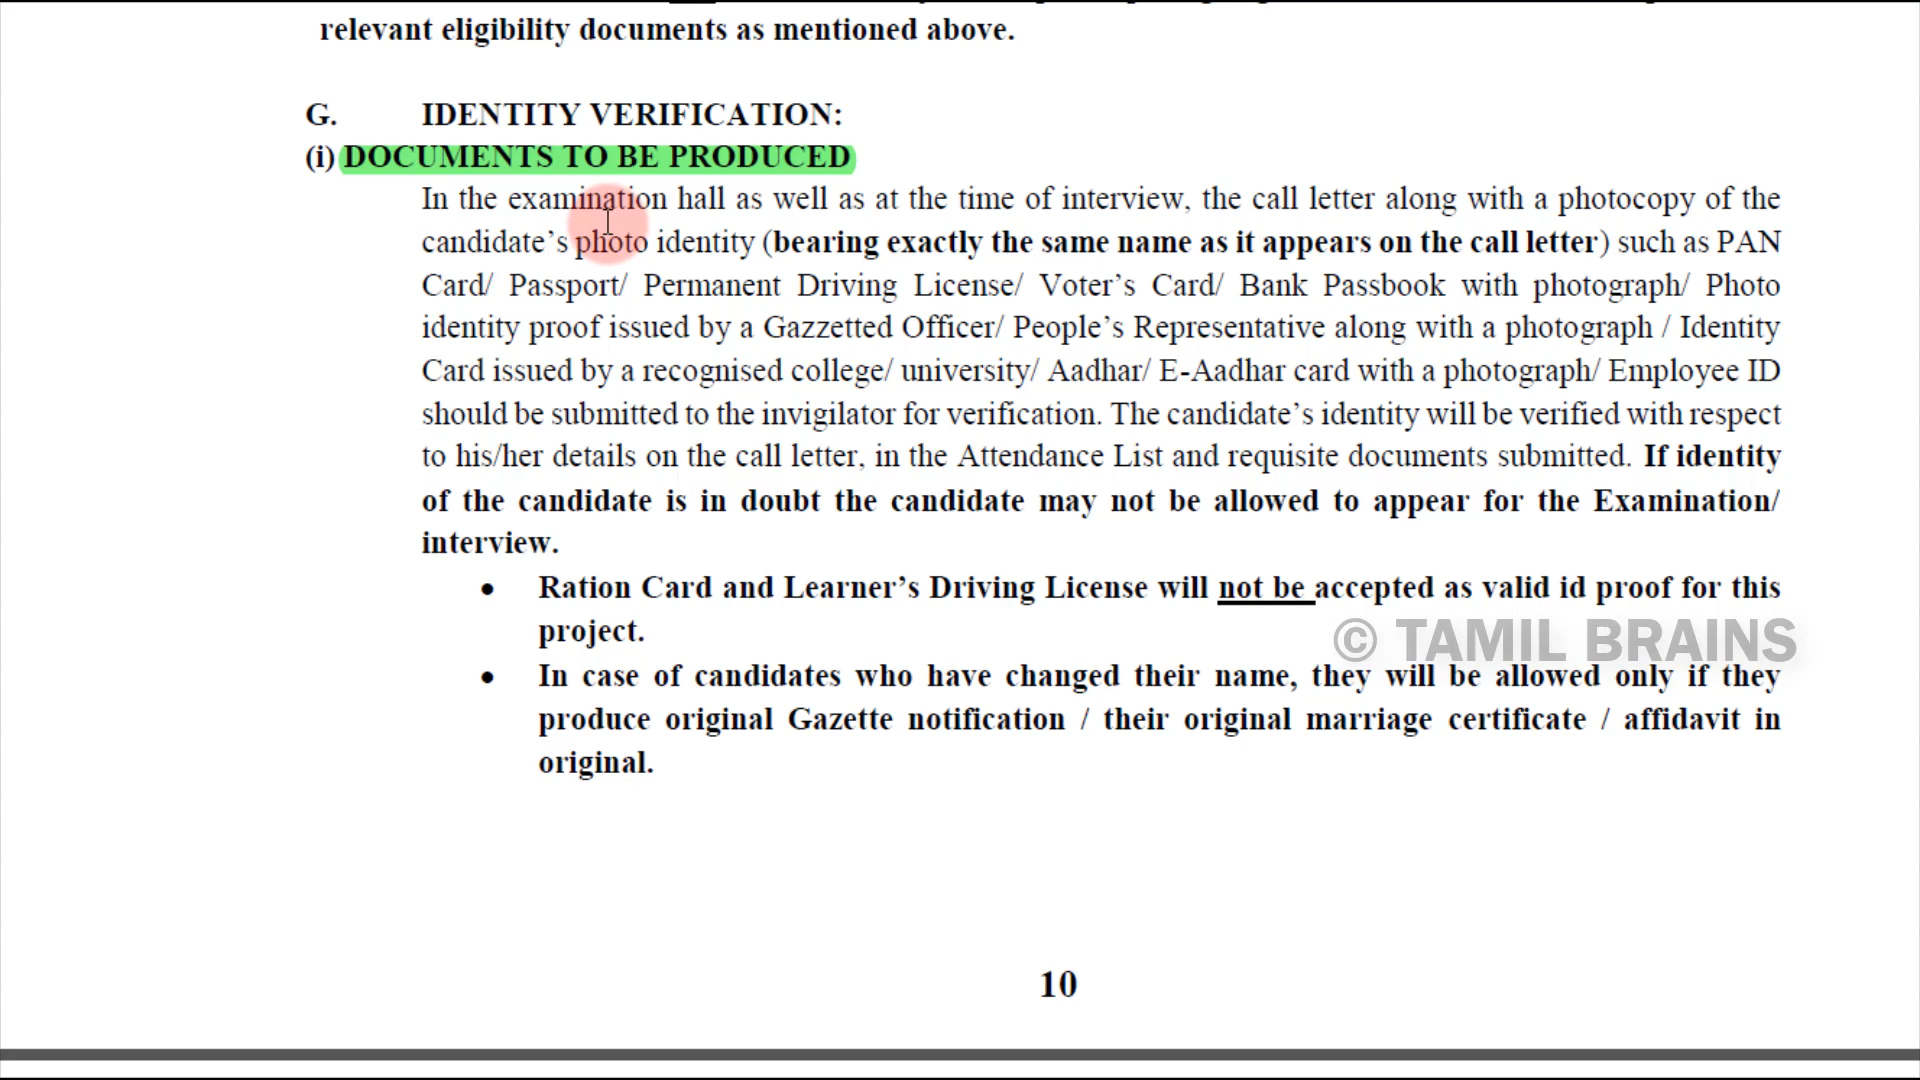 relevant eligibility documents as mentioned above.
G. IDENTITY VERIFICATION:
(i) DOCUMENTS TO BE PRODUCED
In the examination hall as well as at the time of interview, the call letter along with a photocopy of the
candidate’s photo identity (bearing exactly the same name as it appears on the call letter) such as PAN
Card/ Passport/ Permanent Driving License/ Voter’s Card/ Bank Passbook with photograph/ Photo
identity proof issued by a Gazzetted Officer/ People’s Representative along with a photograph / Identity
Card issued by a recognised college/ university/ Aadhar/ E-Aadhar card with a photograph/ Employee ID
should be submitted to the invigilator for verification. The candidate’s identity will be verified with respect
to his/her details on the call letter, in the Attendance List and requisite documents submitted. If identity
of the candidate is in doubt the candidate may not be allowed to appear for the Examination/
interview.
• Ration Card and Learner’s Driving License will not be accepted as valid id proof for this
project.
© TAMIL BRAINS
• In case of candidates who have changed their name, they will be allowed only if they
produce original Gazette notification / their original marriage certificate / affidavit in
original.
10